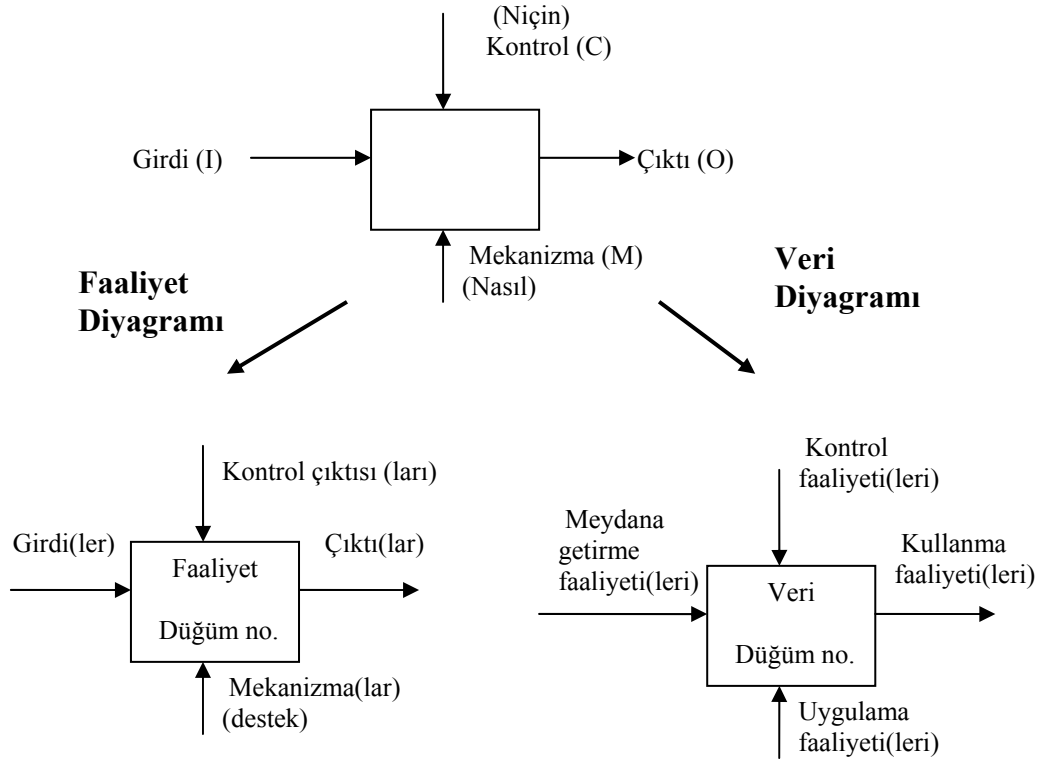 (Niçin)
Kontrol (C)
Girdi (I)
Çıktı (O)
Mekanizma (M)
(Nasıl)
Faaliyet
Diyagramı
Veri
Diyagramı
Kontrol çıktısı (ları)
Girdi(ler)
Çıktı(lar)
Faaliyet
Düğüm no.
Mekanizma(lar)
(destek)
Kontrol
faaliyeti(leri)
Meydana
getirme
faaliyeti(leri)
Kullanma
faaliyeti(leri)
Veri
Düğüm no.
Uygulama
faaliyeti(leri)